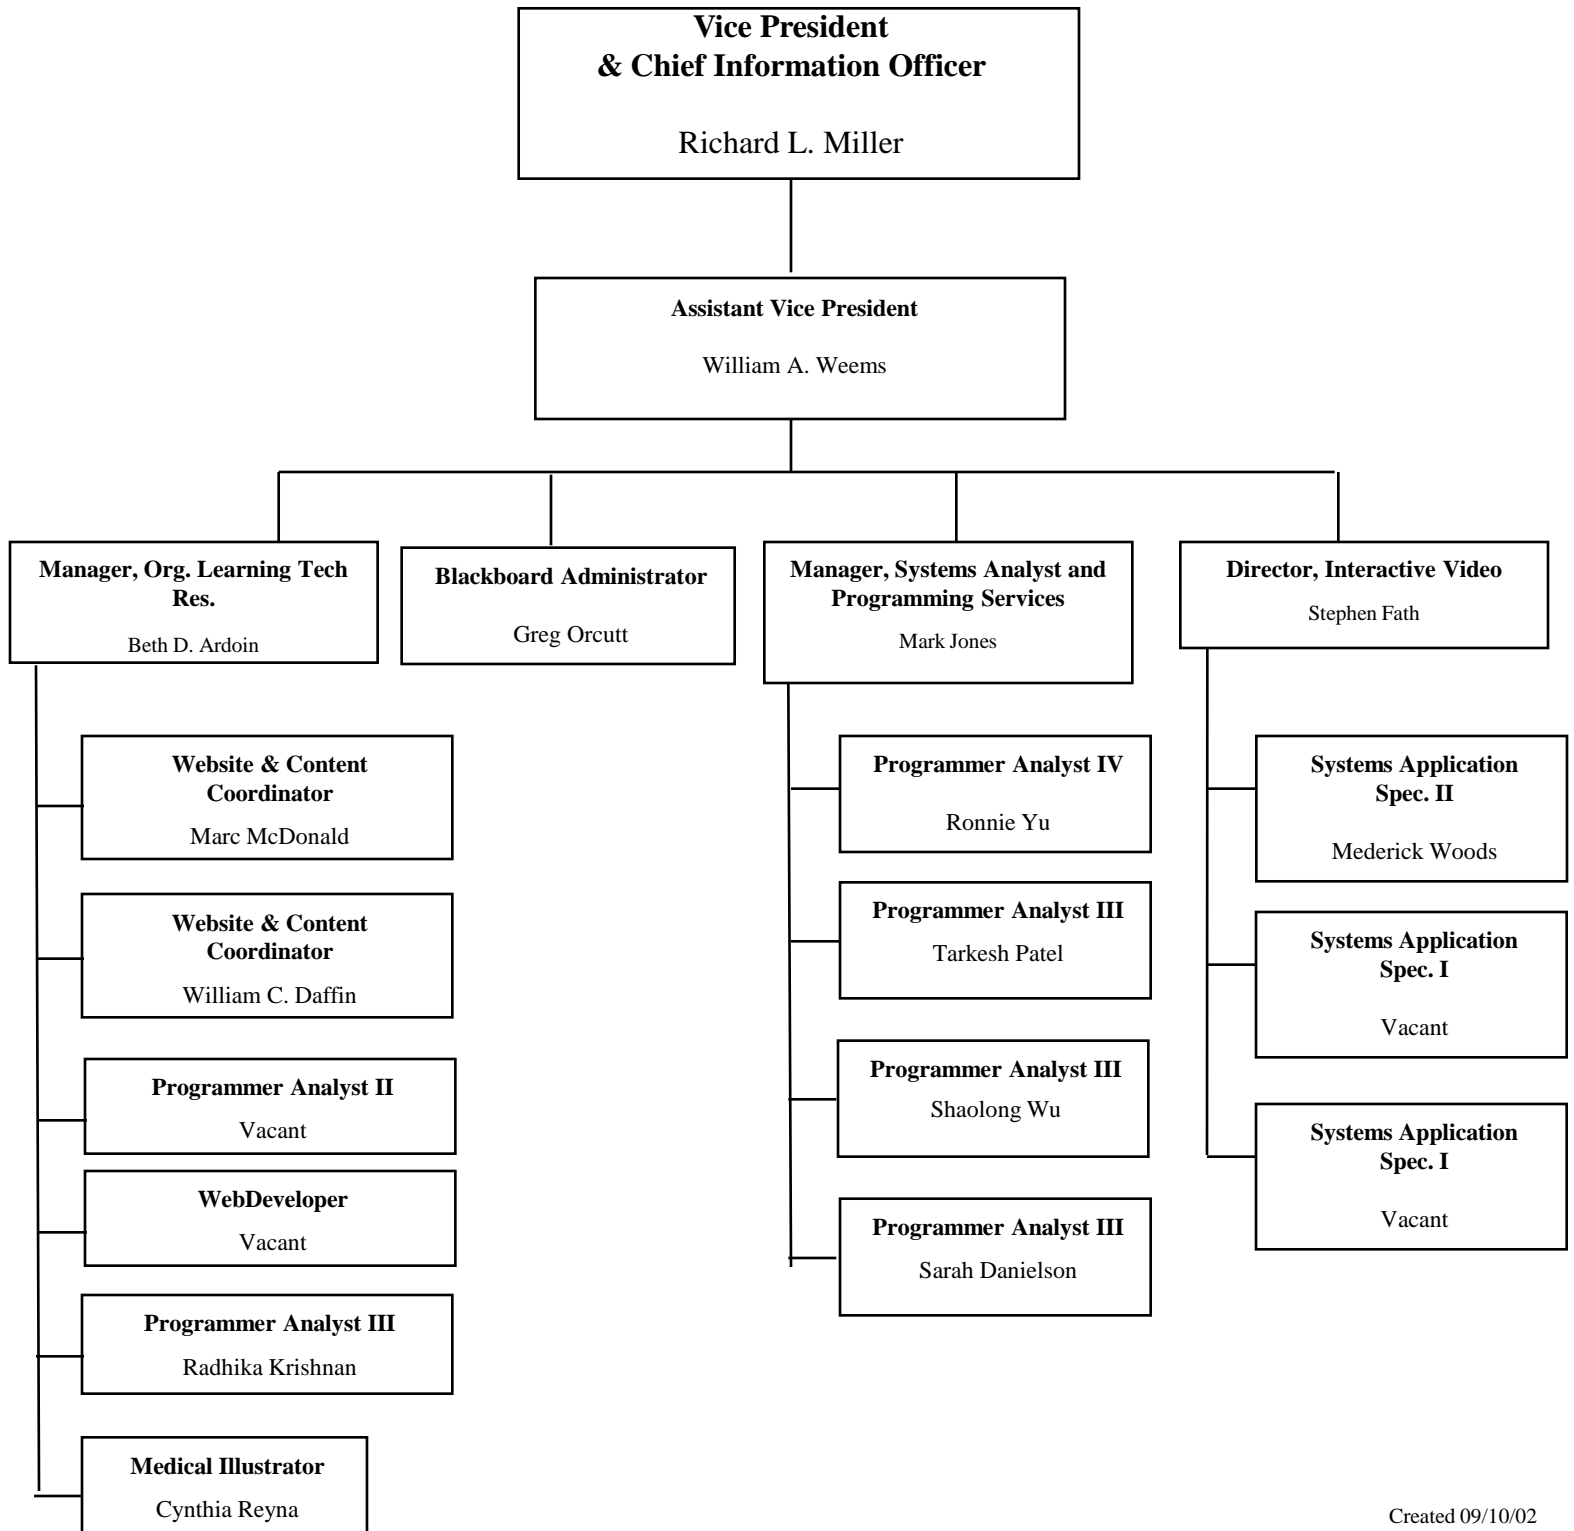 Vice President
& Chief Information Officer
Richard L. Miller
Assistant Vice President
William A. Weems
Manager, Org. Learning Tech
Res.
Beth D. Ardoin
Blackboard Administrator
Greg Orcutt
Manager, Systems Analyst and
Programming Services
Mark Jones
Director, Interactive Video
Stephen Fath
Website & Content
Coordinator
Marc McDonald
Website & Content
Coordinator
William C. Daffin
Programmer Analyst II
Vacant
WebDeveloper
Vacant
Programmer Analyst III
Radhika Krishnan
Medical Illustrator
Cynthia Reyna
Programmer Analyst IV
Ronnie Yu
Programmer Analyst III
Tarkesh Patel
Programmer Analyst III
Shaolong Wu
Programmer Analyst III
Sarah Danielson
Systems Application
Spec. II
Mederick Woods
Systems Application
Spec. I
Vacant
Systems Application
Spec. I
Vacant
Created 09/10/02